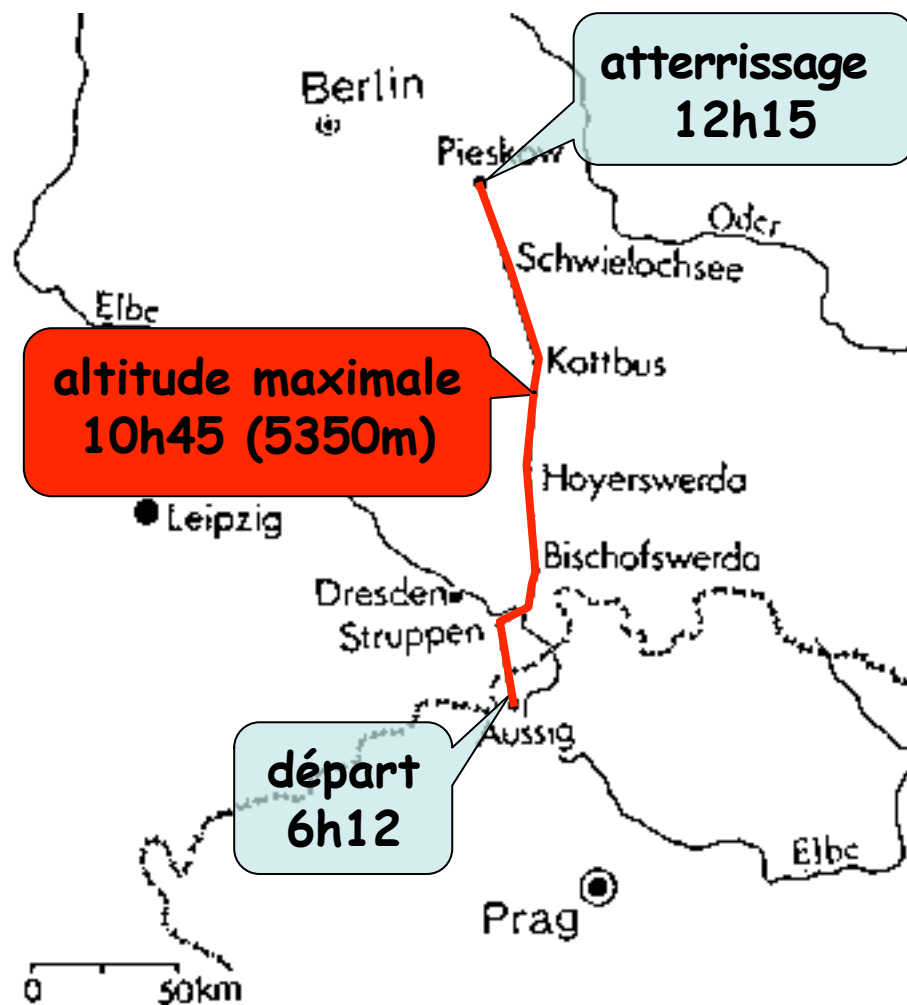 atterrissage
12h15
Berlin
Pieskow
Oder
Schwielochsee
Elbe
Kottbus
altitude maximale
10h45 (5350m)
Hoyerswerda
Leipzig
Bischofswerda
Dresden
Struppen
Aussig
départ
6h12
Elbe
Prag
0 50km